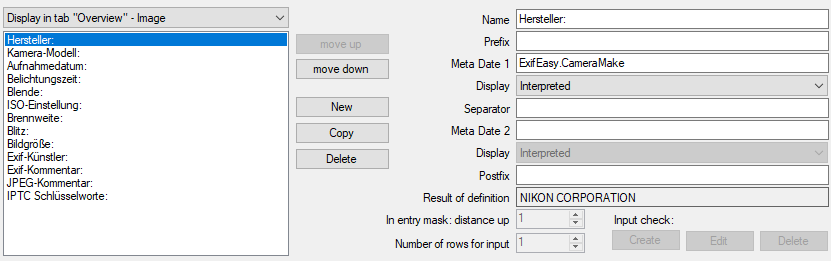 Display in tab "Overview" - Image
Hersteller:
Kamera-Modell:
Aufnahmedatum:
Belichtungszeit:
Blende:
ISO-Einstellung:
Brennweite:
Blitz:
Bildgröße:
Exif-Künstler:
Exif-Kommentar:
JPEG-Kommentar:
IPTC Schlüsselworte:
move up
move down
New
Copy
Delete
Name Hersteller:
Prefix
Meta Date 1 ExifEasy.CameraMake
Display Interpreted
Separator
Meta Date 2
Display Interpreted
Postfix
Result of definition NIKON CORPORATION
In entry mask: distance up 1 Input check:
Number of rows for input 1 Create Edit Delete